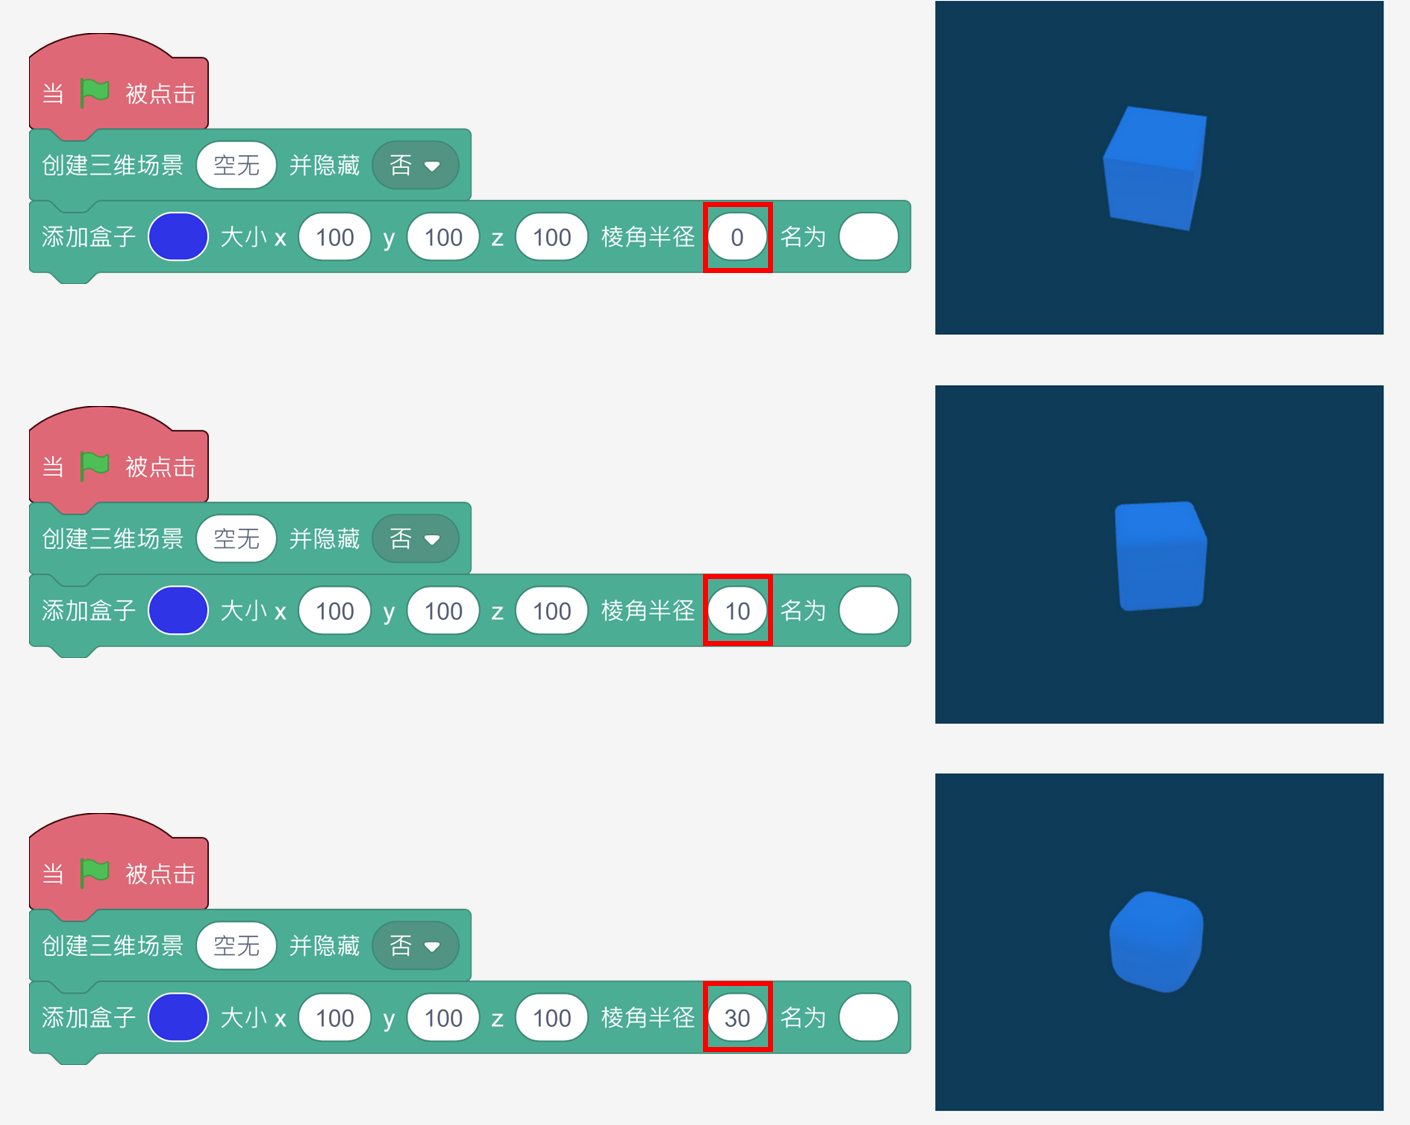 当 被点击
创建三维场景 空无 并隐藏 否
添加盒子 大小 x 100 y 100 z 100 棱角半径 0 名为
当 被点击
创建三维场景 空无 并隐藏 否
添加盒子 大小 x 100 y 100 z 100 棱角半径 10 名为
当 被点击
创建三维场景 空无 并隐藏 否
添加盒子 大小 x 100 y 100 z 100 棱角半径 30 名为